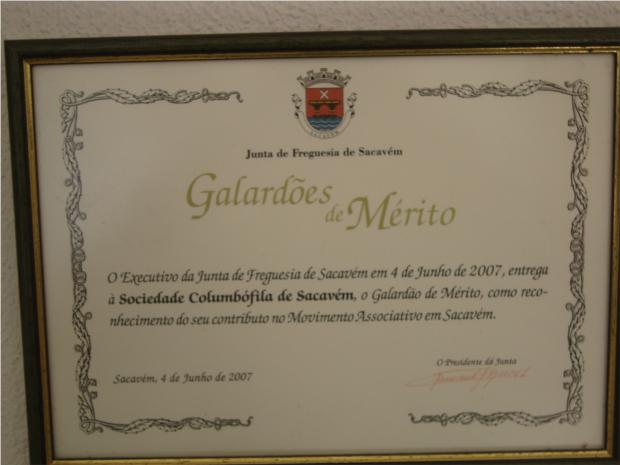 SACAVÉM
Junta de Freguesia de Sacavém
Galardões
de Mérito
O Executivo da Junta de Freguesia de Sacavém em 4 de Junho de 2007, entrega
à Sociedade Columbófila de Sacavém, o Galardão de Mérito, como reco-
nhecimento do seu contributo no Movimento Associativo em Sacavém.
O Presidente da Junta
Sacavém, 4 de Junho de 2007